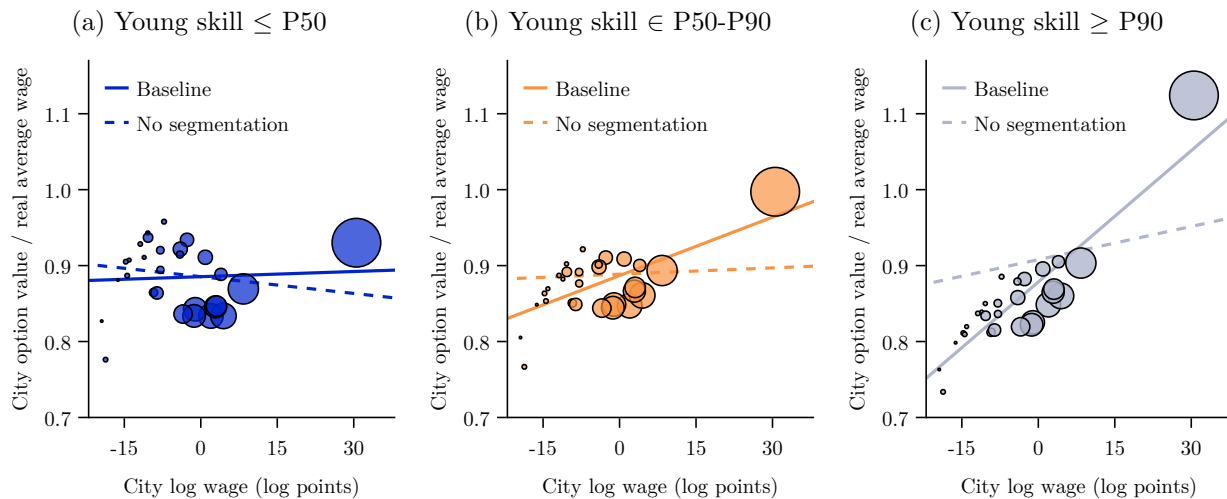 (a) Young skill ≤ P50
City option value / real average wage
1.1
1.0
0.9
0.8
0.7
Baseline
No segmentation
-15
0
15
30
City log wage (log points)
(b) Young skill ∈ P50-P90
City option value / real average wage
1.1
1.0
0.9
0.8
0.7
Baseline
No segmentation
-15
0
15
30
City log wage (log points)
(c) Young skill ≥ P90
City option value / real average wage
1.1
1.0
0.9
0.8
0.7
Baseline
No segmentation
-15
0
15
30
City log wage (log points)